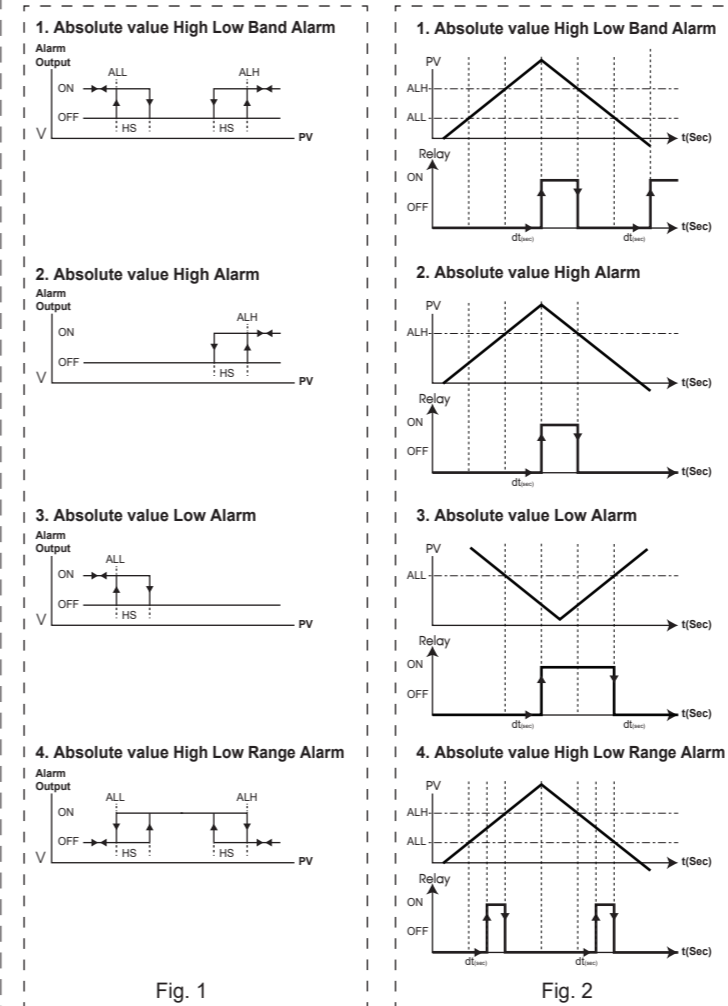 1. Absolute value High Low Band Alarm
Alarm
Output
ALL
ALH
ON
OFF
HS
HS
V
PV
2. Absolute value High Alarm
Alarm
Output
ALH
ON
OFF
HS
V
PV
3. Absolute value Low Alarm
Alarm
Output
ALL
ON
OFF
HS
V
PV
4. Absolute value High Low Range Alarm
Alarm
Output
ALL
ALH
ON
OFF
HS
HS
V
PV
Fig. 1
1. Absolute value High Low Band Alarm
PV
ALH
ALL
t(Sec)
Relay
ON
OFF
t(Sec)
dt(sec)
dt(sec)
2. Absolute value High Alarm
PV
ALH
t(Sec)
Relay
ON
OFF
t(Sec)
dt(sec)
3. Absolute value Low Alarm
PV
ALL
t(Sec)
Relay
ON
OFF
t(Sec)
dt(sec)
dt(sec)
4. Absolute value High Low Range Alarm
PV
ALH
ALL
t(Sec)
Relay
ON
OFF
t(Sec)
dt(sec)
dt(sec)
Fig. 2